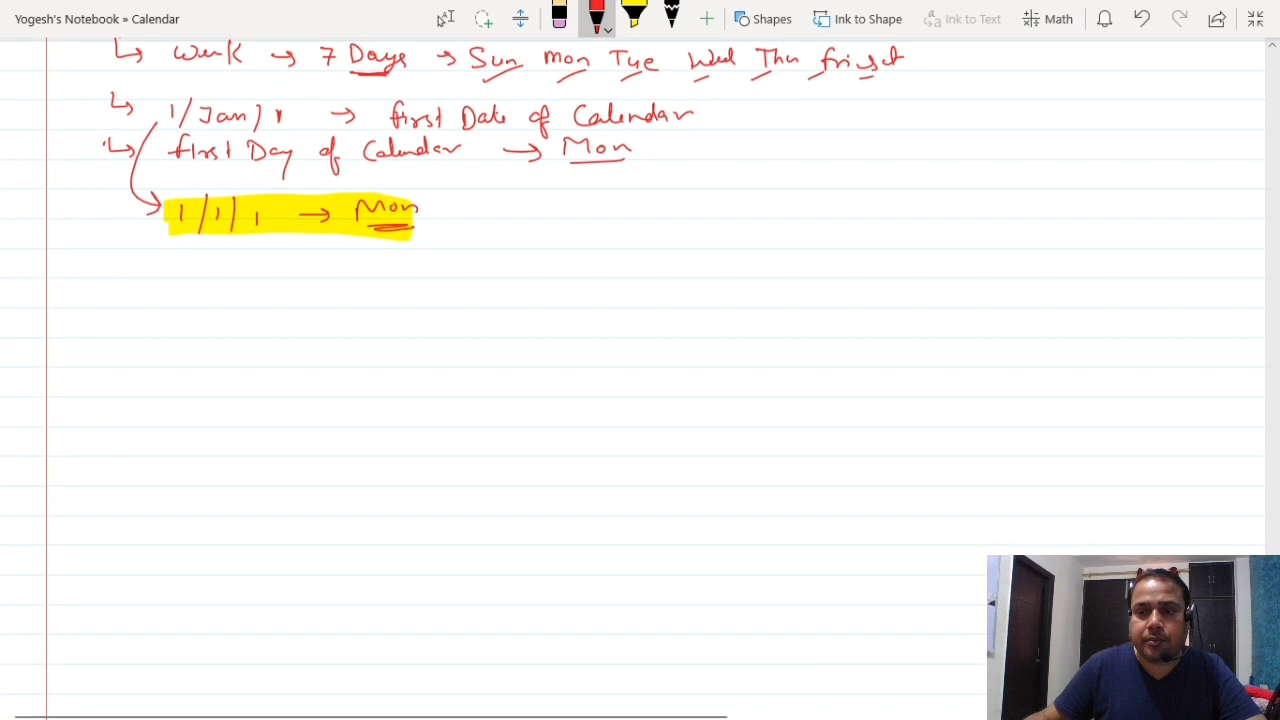 Yogesh's Notebook » Calendar
Shapes Ink to Shape Ink to Text Math
↳ Week → 7 Days → Sun Mon Tue Wed Thu fri sat
↳ 1/Jan/1 → first Date of Calendar
↳ first Day of Calendar → Mon
1/1/1 → Mon